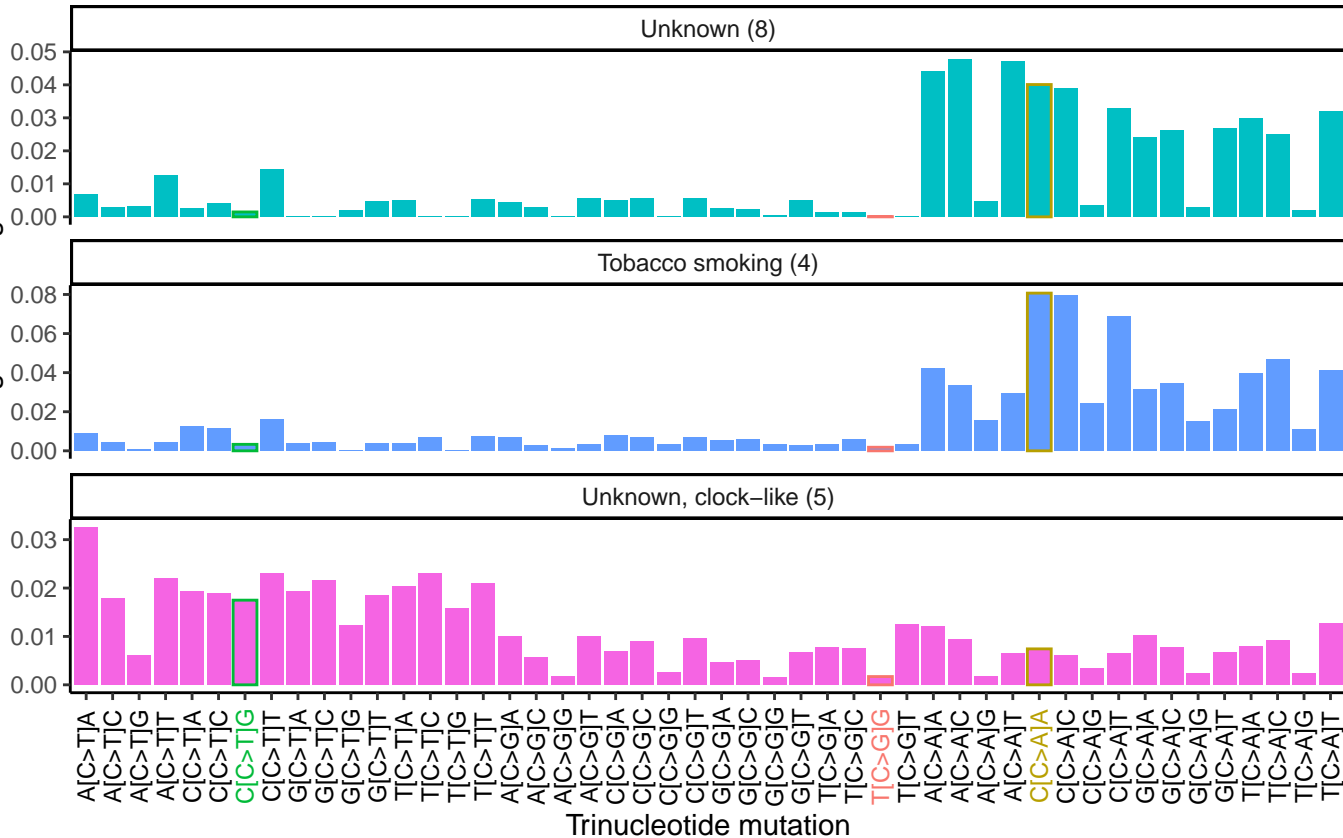 Unknown (8)
0.05
0.04
0.03
0.02
0.01
0.00
Tobacco smoking (4)
0.08
0.06
0.04
0.02
0.00
Unknown, clock−like (5)
0.03
0.02
0.01
0.00
A[C>T]A
A[C>T]C
A[C>T]G
A[C>T]T
C[C>T]A
C[C>T]C
C[C>T]G
C[C>T]T
G[C>T]A
G[C>T]C
G[C>T]G
G[C>T]T
T[C>T]A
T[C>T]C
T[C>T]G
T[C>T]T
A[C>G]A
A[C>G]C
A[C>G]G
A[C>G]T
C[C>G]A
C[C>G]C
C[C>G]G
C[C>G]T
G[C>G]A
G[C>G]C
G[C>G]G
G[C>G]T
T[C>G]A
T[C>G]C
T[C>G]G
T[C>G]T
A[C>A]A
A[C>A]C
A[C>A]G
A[C>A]T
C[C>A]A
C[C>A]C
C[C>A]G
C[C>A]T
G[C>A]A
G[C>A]C
G[C>A]G
G[C>A]T
T[C>A]A
T[C>A]C
T[C>A]G
T[C>A]T
Trinucleotide mutation